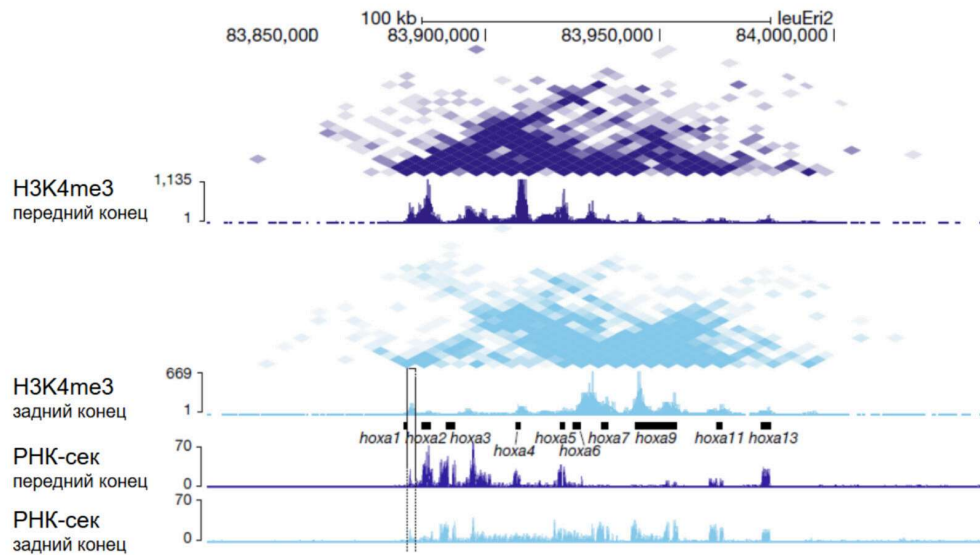 100 kb leuEri2
83,850,000 83,900,000 83,950,000 84,000,000
H3K4me3
передний конец
1,135
1
H3K4me3
задний конец
669
1
hoxa1 hoxa2 hoxa3 hoxa4 hoxa5 hoxa6 hoxa7 hoxa9 hoxa11 hoxa13
РНК-сек
передний конец
70
0
РНК-сек
задний конец
70
0